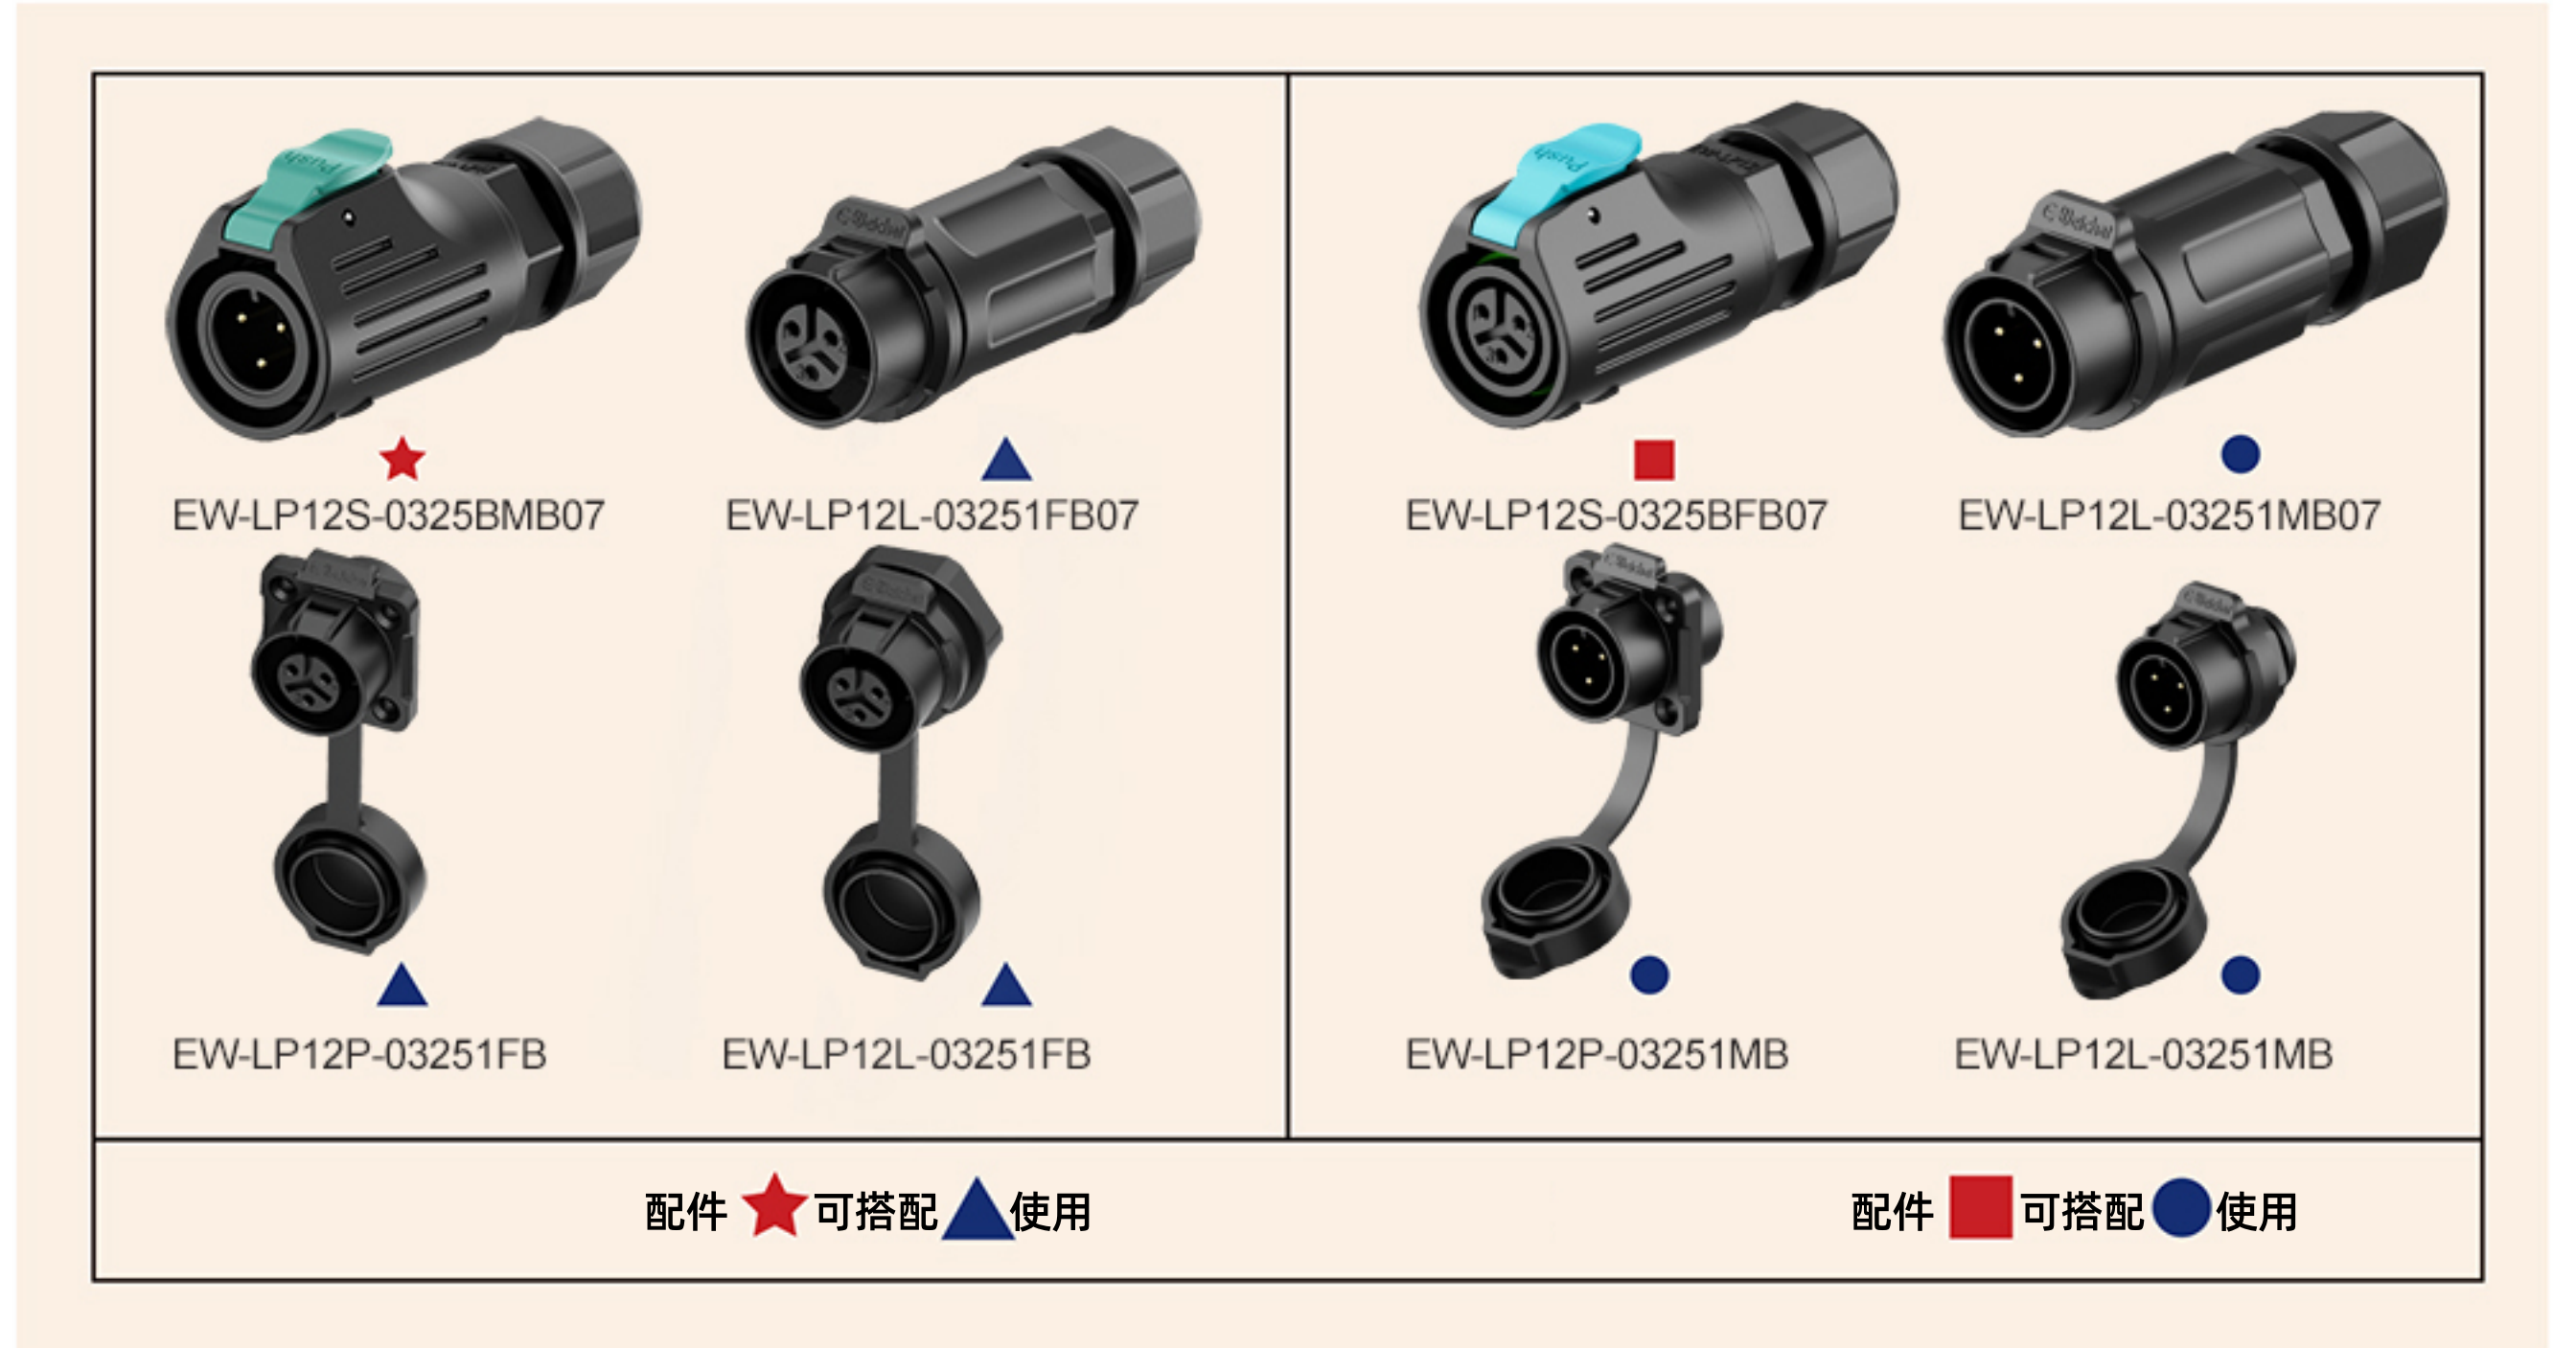 Push
Push
EW-LP12S-0325BMB07
EW-LP12L-03251FB07
EW-LP12S-0325BFB07
EW-LP12L-03251MB07
EW-LP12P-03251FB
EW-LP12L-03251FB
EW-LP12P-03251MB
EW-LP12L-03251MB
配件 可搭配 使用
配件 可搭配 使用